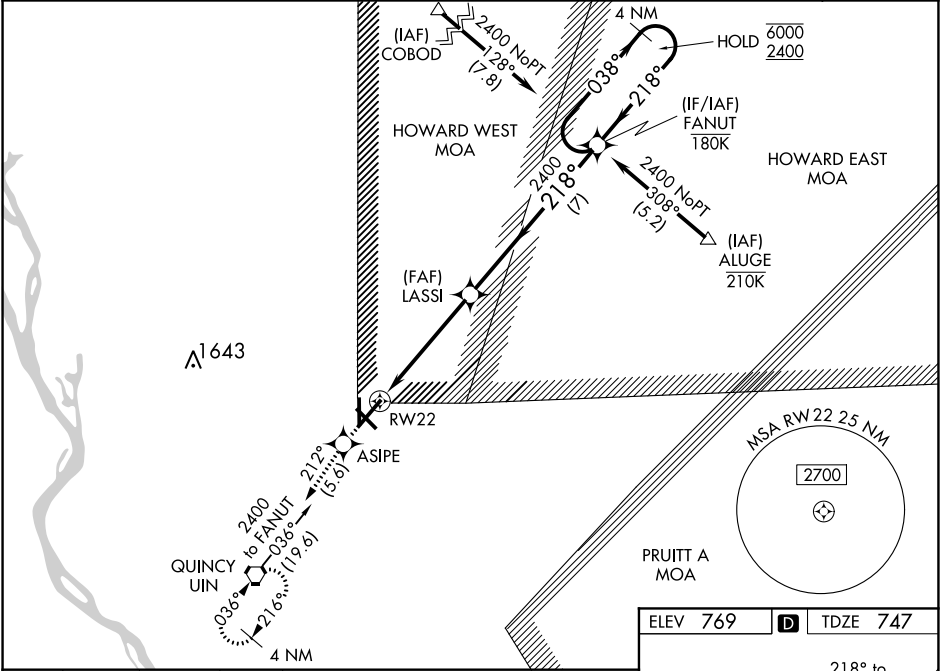 4 NM
HOLD 6000
2400
(IAF)
COBOD
2400 NoPT
128°
(7.8)
038°
218°
(IF/IAF)
FANUT
180K
HOWARD WEST
MOA
HOWARD EAST
MOA
2400
218°
(7)
2400 NoPT
308°
(5.2)
(IAF)
ALUGE
210K
(FAF)
LASSI
1643
RW22
ASIPE
212°
(5.6)
MSA RW 22 25 NM
2700
2400
to FANUT
036°
(19.6)
QUINCY
UIN
036°
216°
4 NM
PRUITT A
MOA
ELEV 769 D TDZE 747
218° to